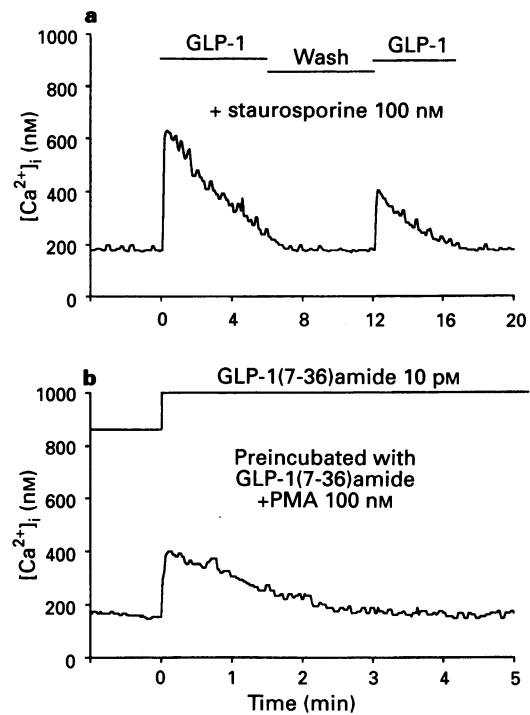 a
1000
GLP-1
GLP-1
Wash
800
+ staurosporine 100 nM
600
400
200
0
[Ca²⁺]ᵢ (nM)
0 4 8 12 16 20
b
GLP-1(7-36)amide 10 pM
1000
800
Preincubated with
GLP-1(7-36)amide
+PMA 100 nM
600
400
200
0
[Ca²⁺]ᵢ (nM)
0 1 2 3 4 5
Time (min)